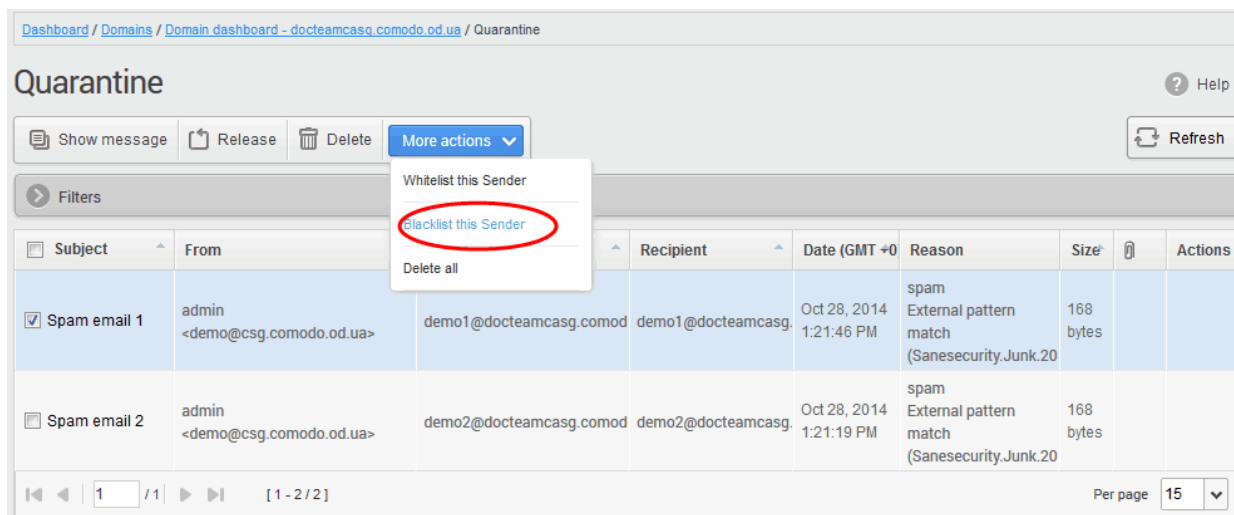 Dashboard / Domains / Domain dashboard - docteamcasg.comodo.od.ua / Quarantine
Quarantine
Help
Show message Release Delete More actions Refresh
Whitelist this Sender
Filters
Blacklist this Sender
Subject From Recipient Date (GMT +0 Reason Size Actions
Delete all
Spam email 1 admin <demo@csg.comodo.od.ua> demo1@docteamcasg.comod demo1@docteamcasg. Oct 28, 2014 1:21:46 PM spam External pattern match (Sanesecurity.Junk.20 168 bytes
Spam email 2 admin <demo@csg.comodo.od.ua> demo2@docteamcasg.comod demo2@docteamcasg. Oct 28, 2014 1:21:19 PM spam External pattern match (Sanesecurity.Junk.20 168 bytes
1 / 1 [ 1 - 2 / 2 ] Per page 15